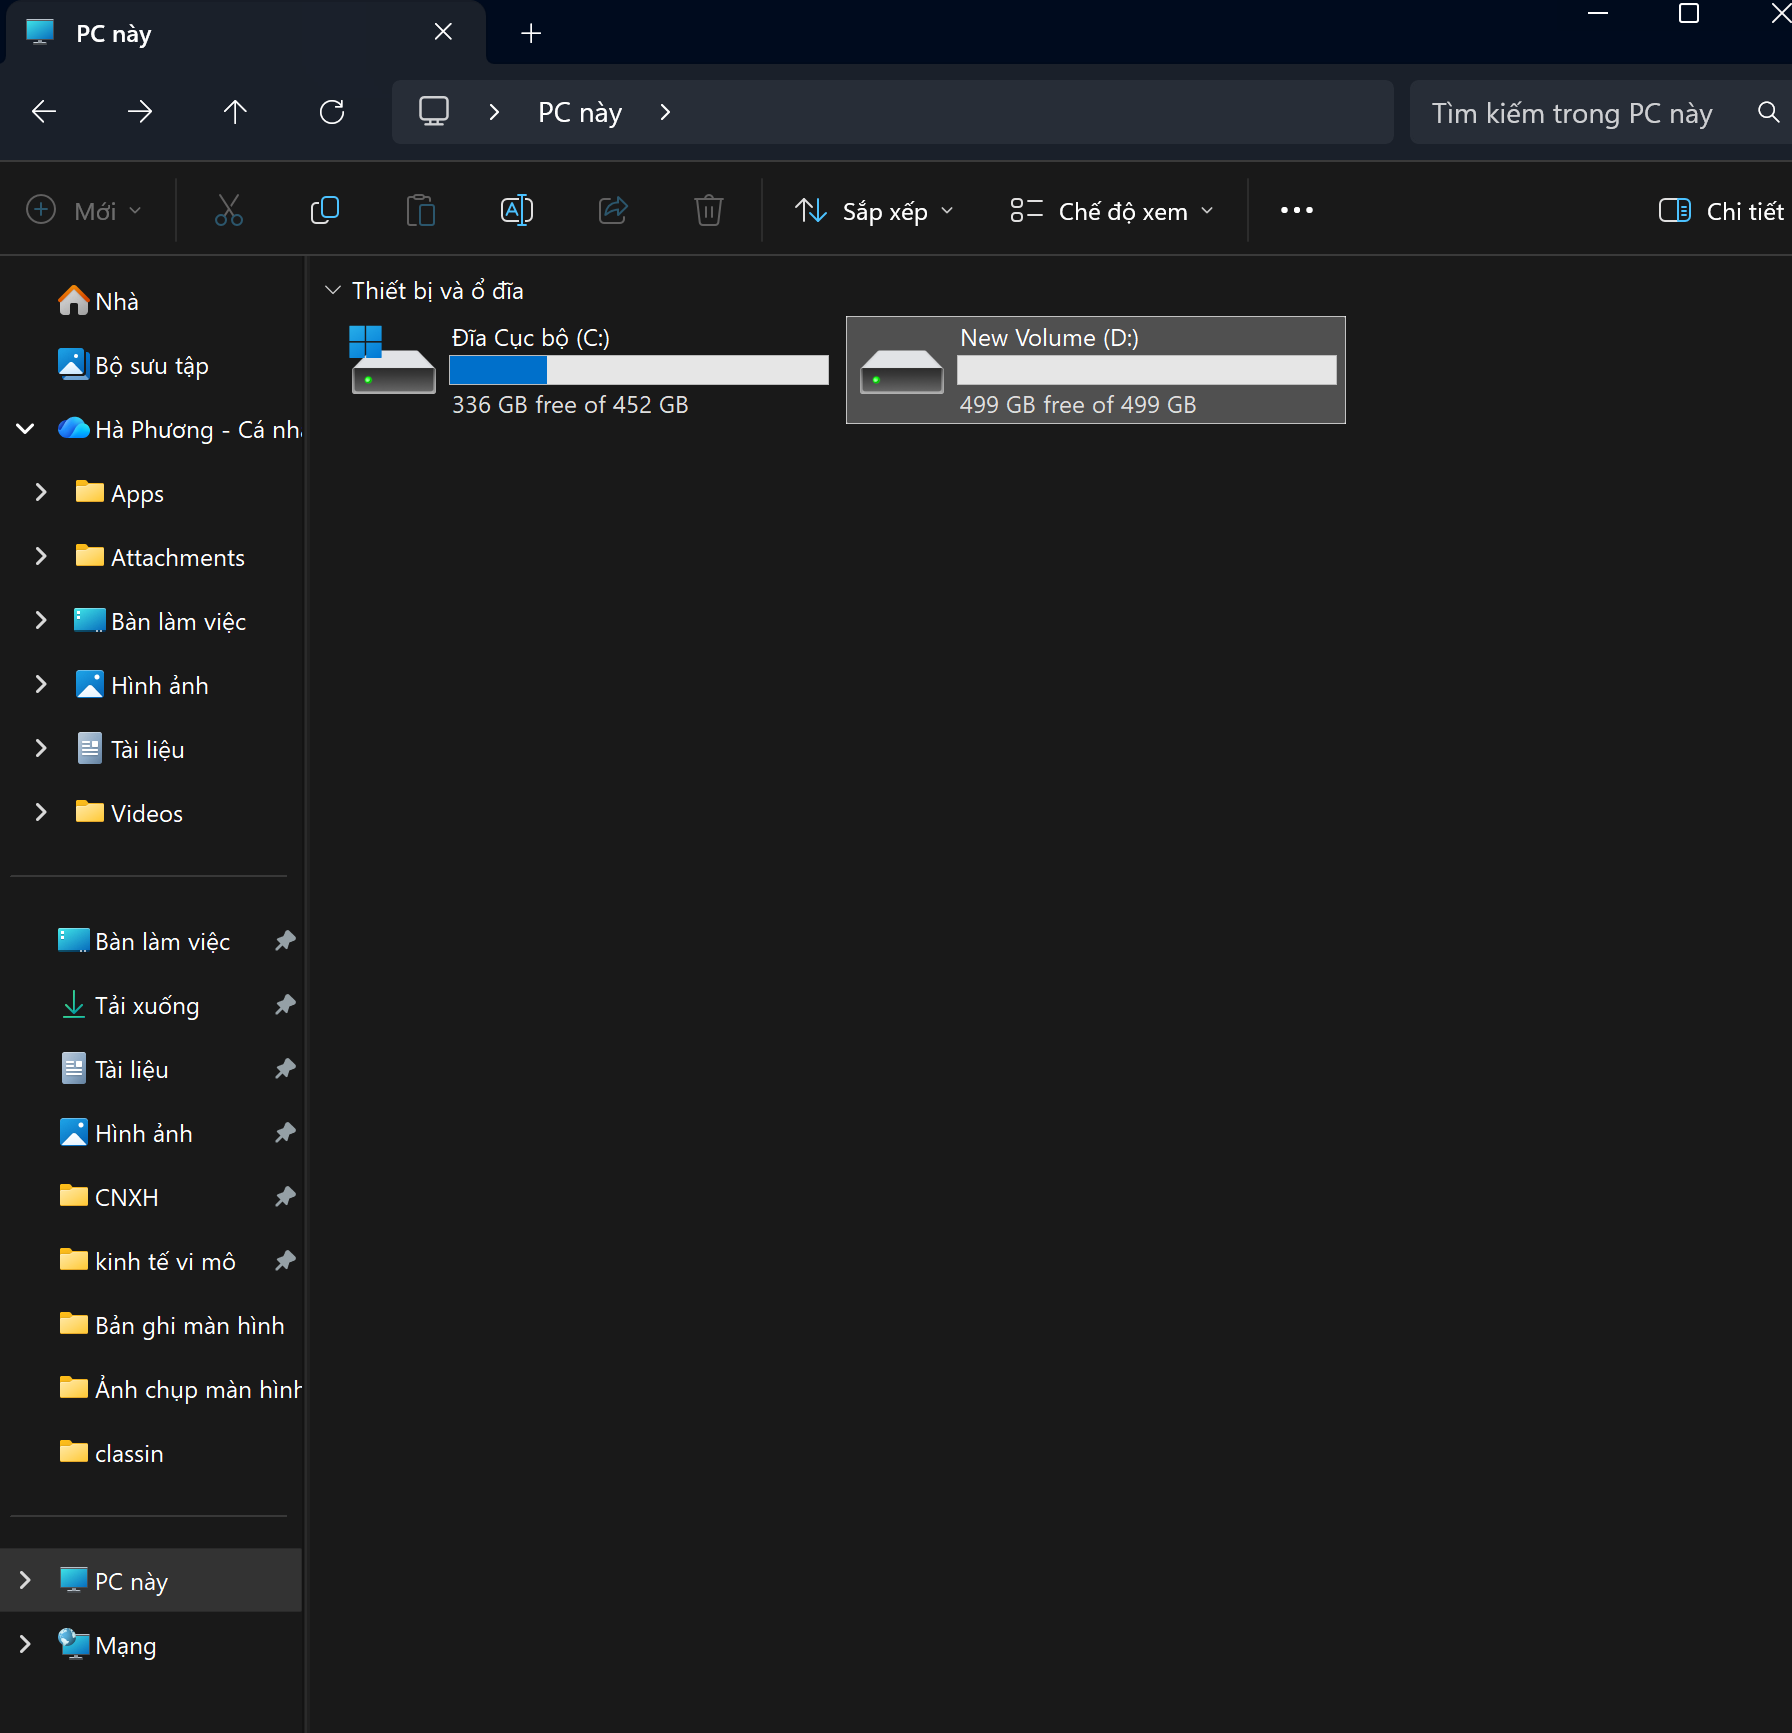 PC này
PC này
Tìm kiếm trong PC này
Mới
Sắp xếp
Chế độ xem
Chi tiết
Nhà
Bộ sưu tập
Hà Phương - Cá nh
Apps
Attachments
Bàn làm việc
Hình ảnh
Tài liệu
Videos
Bàn làm việc
Tải xuống
Tài liệu
Hình ảnh
CNXH
kinh tế vi mô
Bản ghi màn hình
Ảnh chụp màn hình
classin
PC này
Mạng
Thiết bị và ổ đĩa
Đĩa Cục bộ (C:)
336 GB free of 452 GB
New Volume (D:)
499 GB free of 499 GB